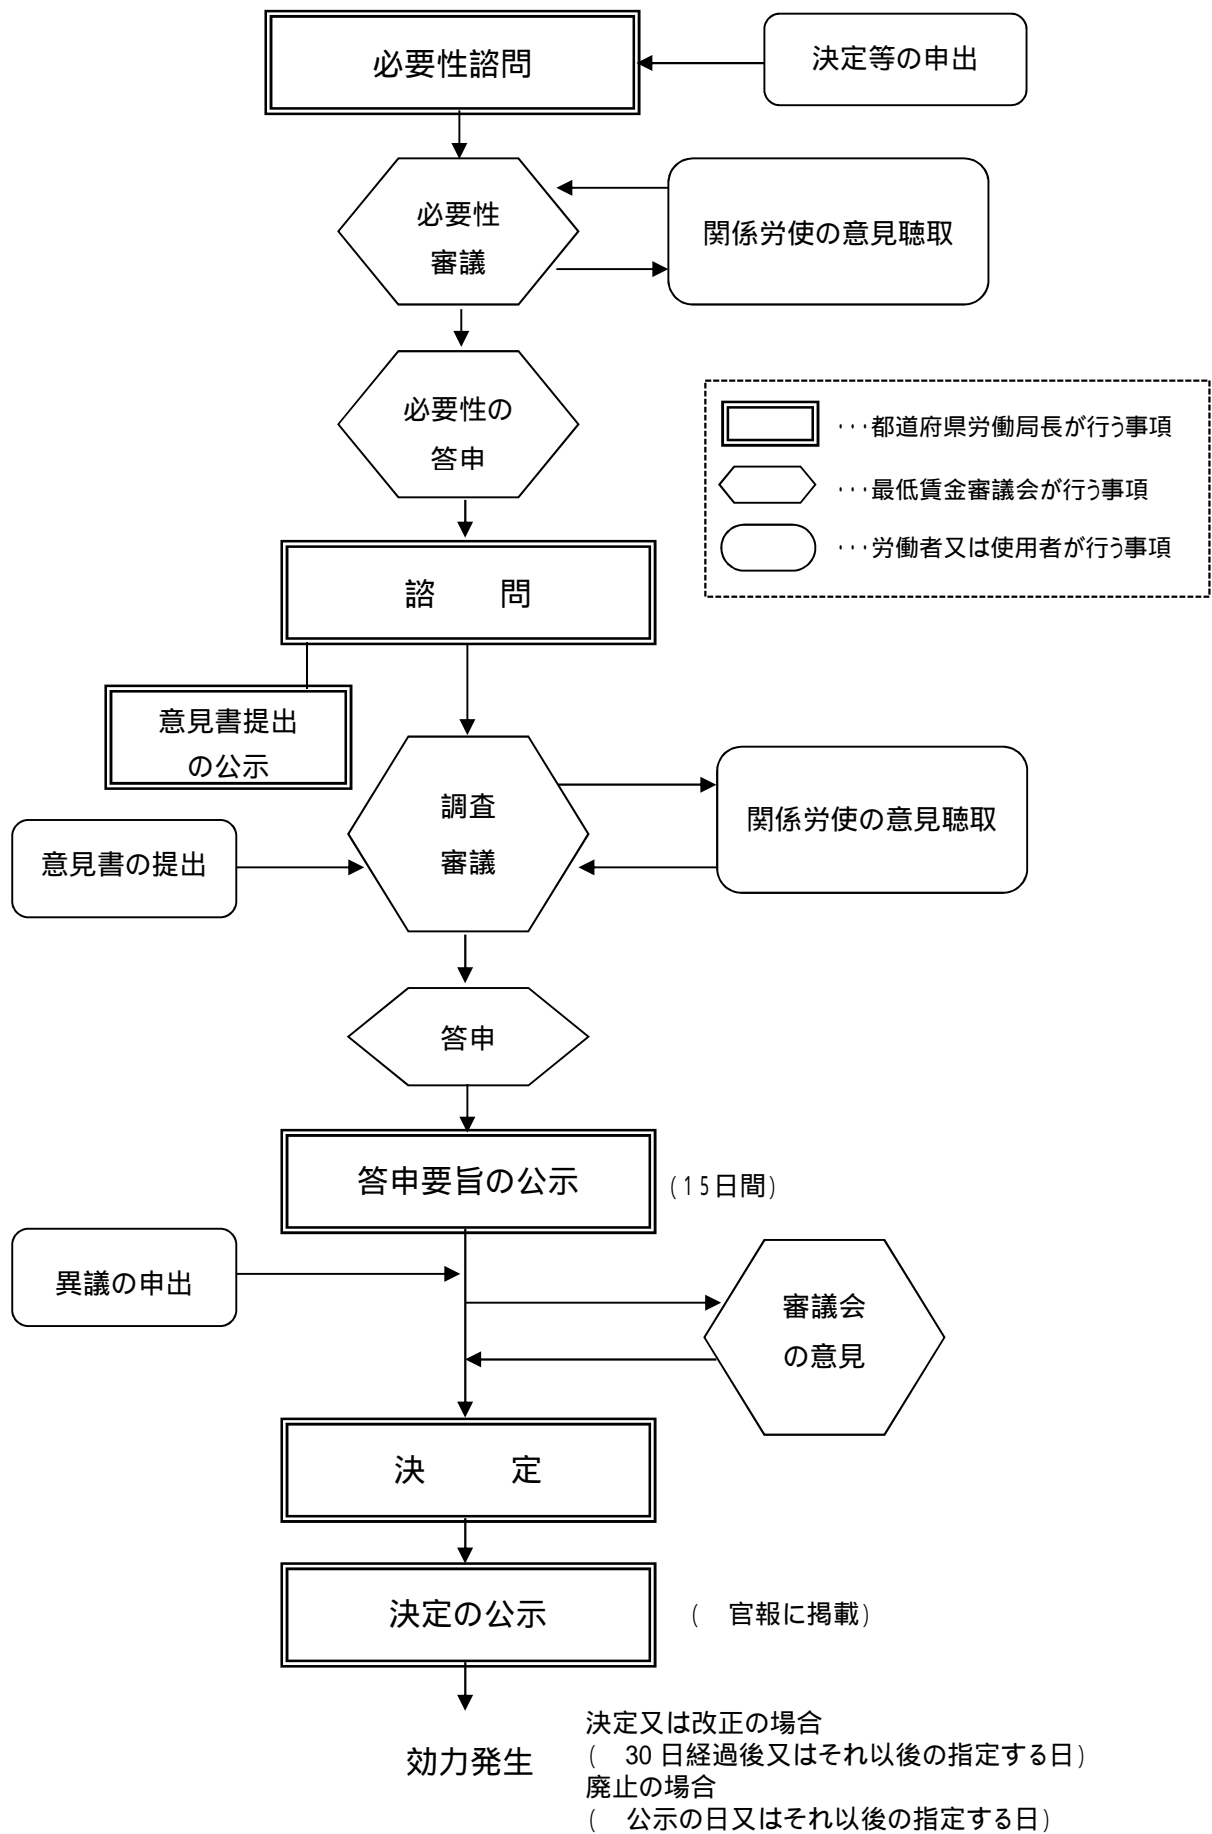 必要性諮問
決定等の申出
必要性
審議
関係労使の意見聴取
必要性の
答申
･･･都道府県労働局長が行う事項
･･･最低賃金審議会が行う事項
･･･労働者又は使用者が行う事項
諮　　問
意見書提出
の公示
調査
審議
関係労使の意見聴取
意見書の提出
答申
答申要旨の公示
(15日間)
異議の申出
審議会
の意見
決　　　定
決定の公示
(　官報に掲載)
効力発生
決定又は改正の場合
(　30 日経過後又はそれ以後の指定する日)
廃止の場合
(　公示の日又はそれ以後の指定する日)